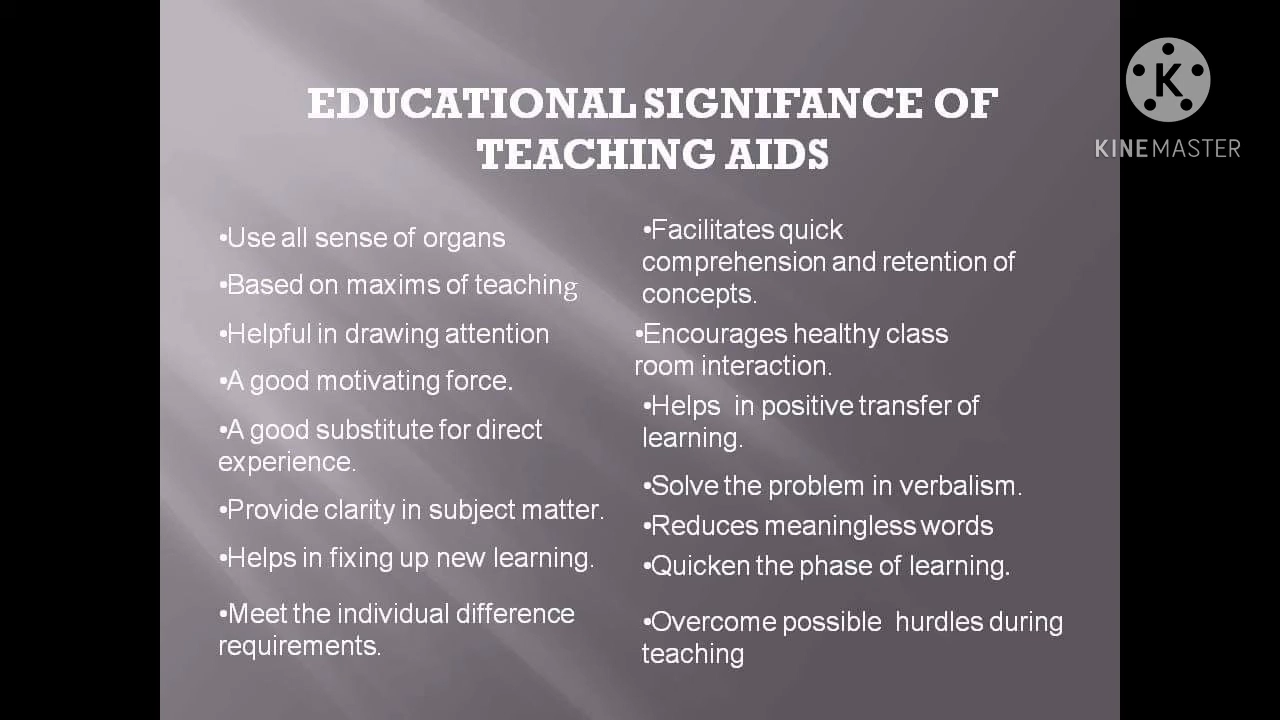 EDUCATIONAL SIGNIFANCE OF
TEACHING AIDS
•Use all sense of organs
•Based on maxims of teaching
•Helpful in drawing attention
•A good motivating force.
•A good substitute for direct
experience.
•Provide clarity in subject matter.
•Helps in fixing up new learning.
•Meet the individual difference
requirements.
•Facilitates quick
comprehension and retention of
concepts.
•Encourages healthy class
room interaction.
•Helps in positive transfer of
learning.
•Solve the problem in verbalism.
•Reduces meaningless words
•Quicken the phase of learning.
•Overcome possible hurdles during
teaching
K
KINEMASTER